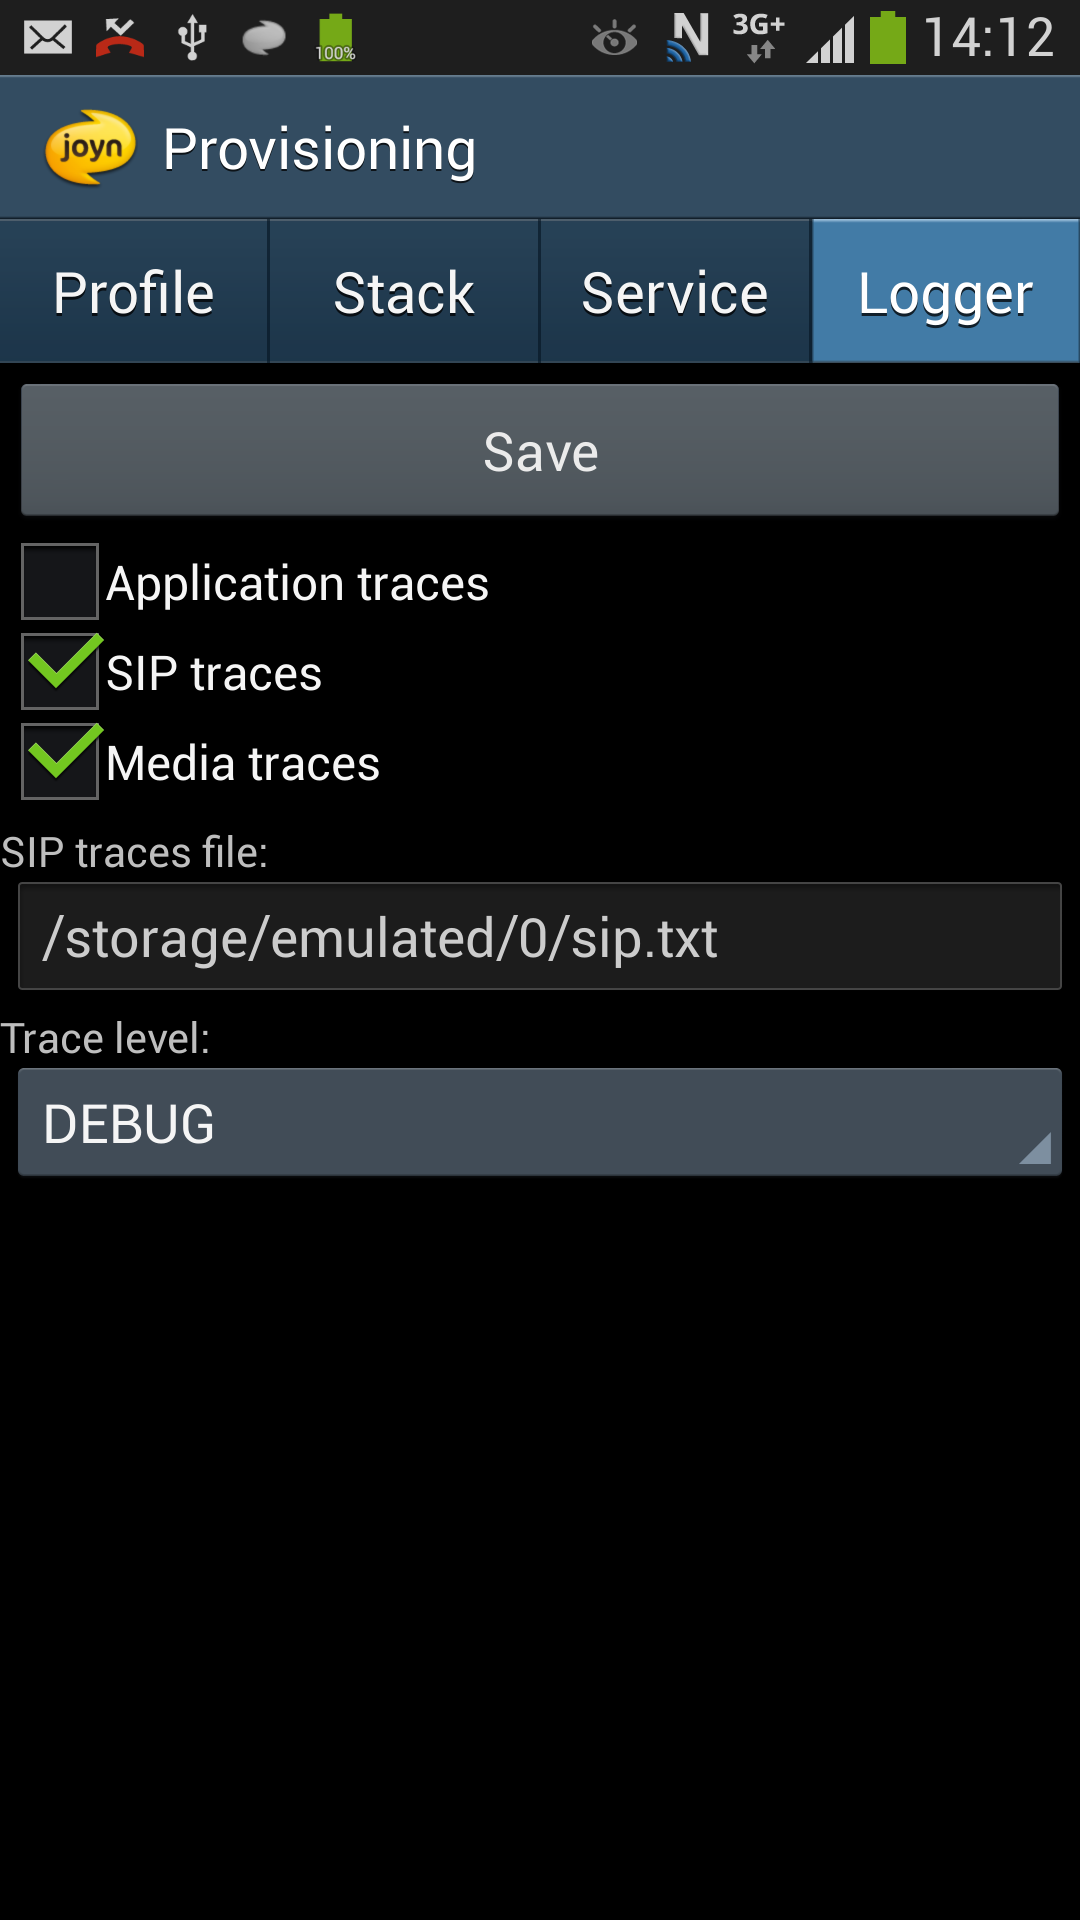 100%
N
3G+
14:12
joyn
Provisioning
Profile
Stack
Service
Logger
Save
Application traces
SIP traces
Media traces
SIP traces file:
/storage/emulated/0/sip.txt
Trace level:
DEBUG